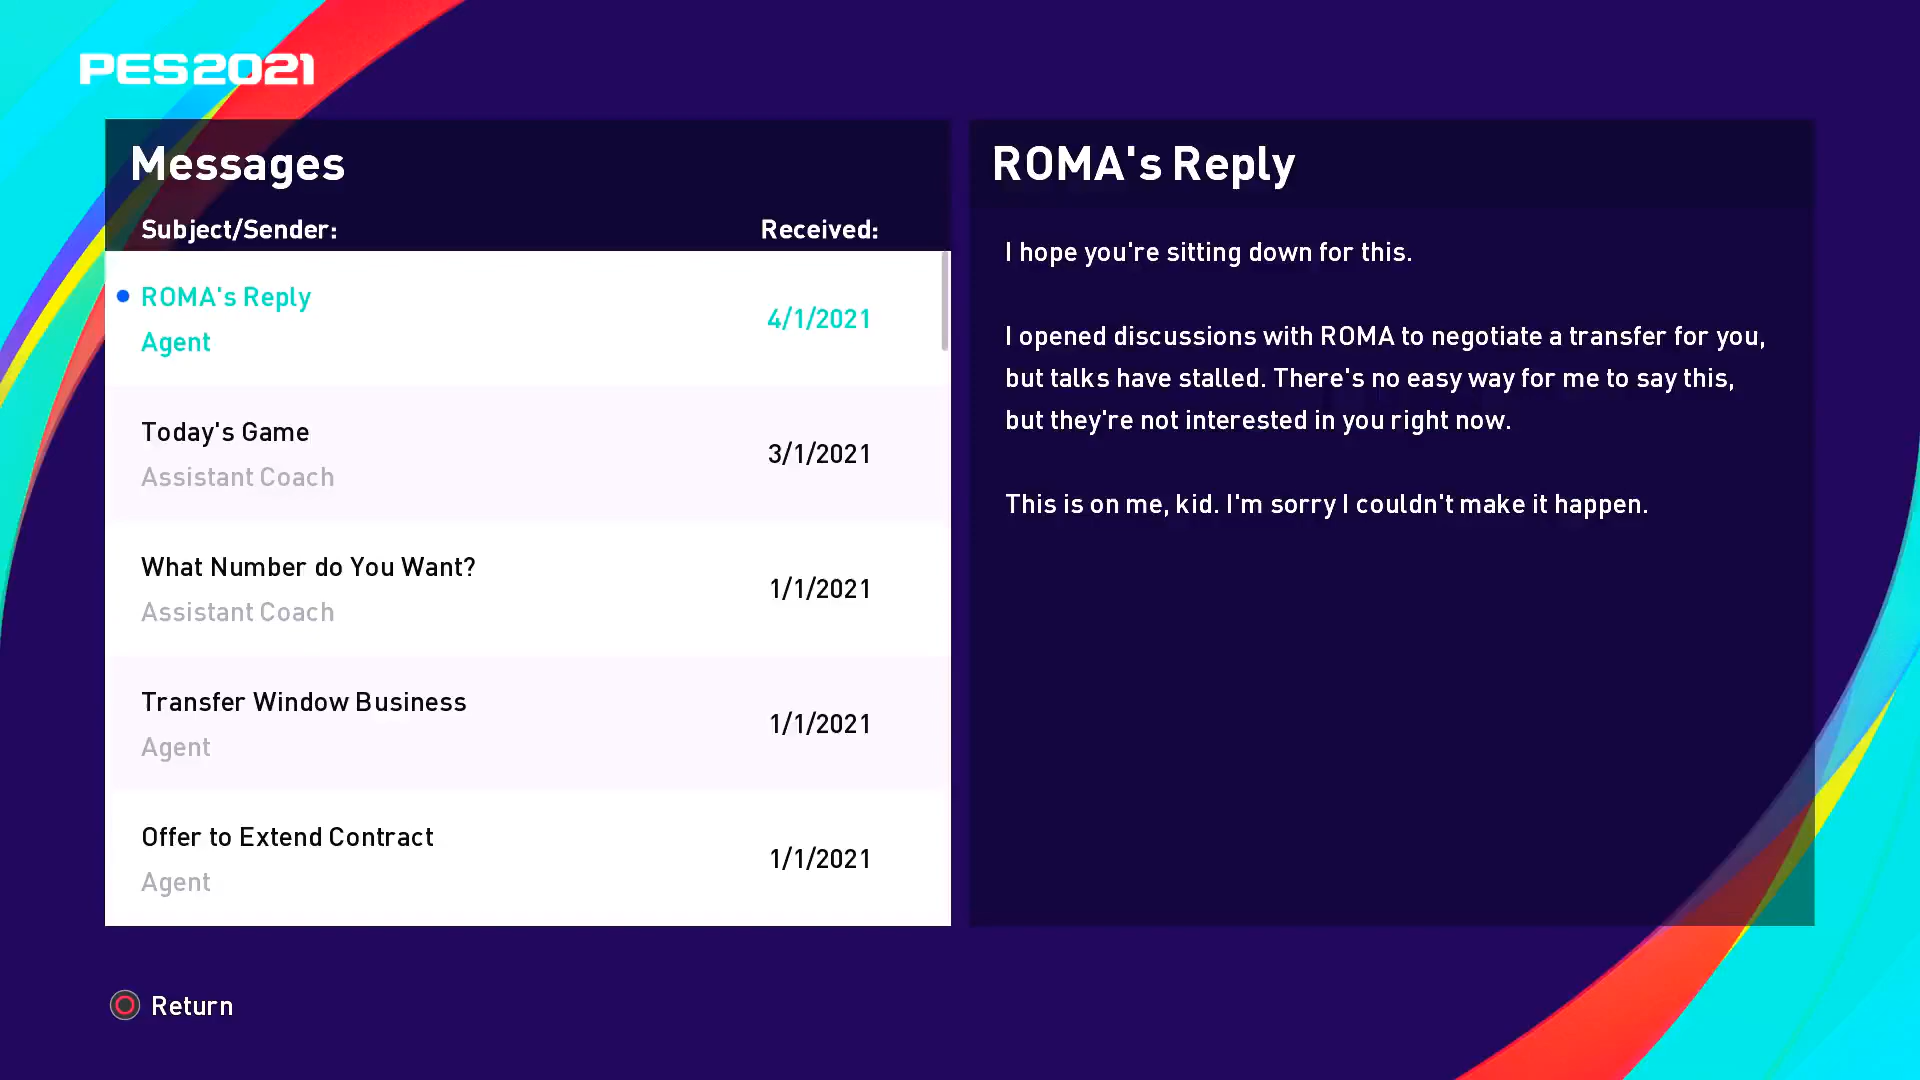 PES2021
Messages
Subject/Sender:
Received:
ROMA's Reply
Agent
4/1/2021
Today's Game
Assistant Coach
3/1/2021
What Number do You Want?
Assistant Coach
1/1/2021
Transfer Window Business
Agent
1/1/2021
Offer to Extend Contract
Agent
1/1/2021
ROMA's Reply
I hope you're sitting down for this.
I opened discussions with ROMA to negotiate a transfer for you,
but talks have stalled. There's no easy way for me to say this,
but they're not interested in you right now.
This is on me, kid. I'm sorry I couldn't make it happen.
Return